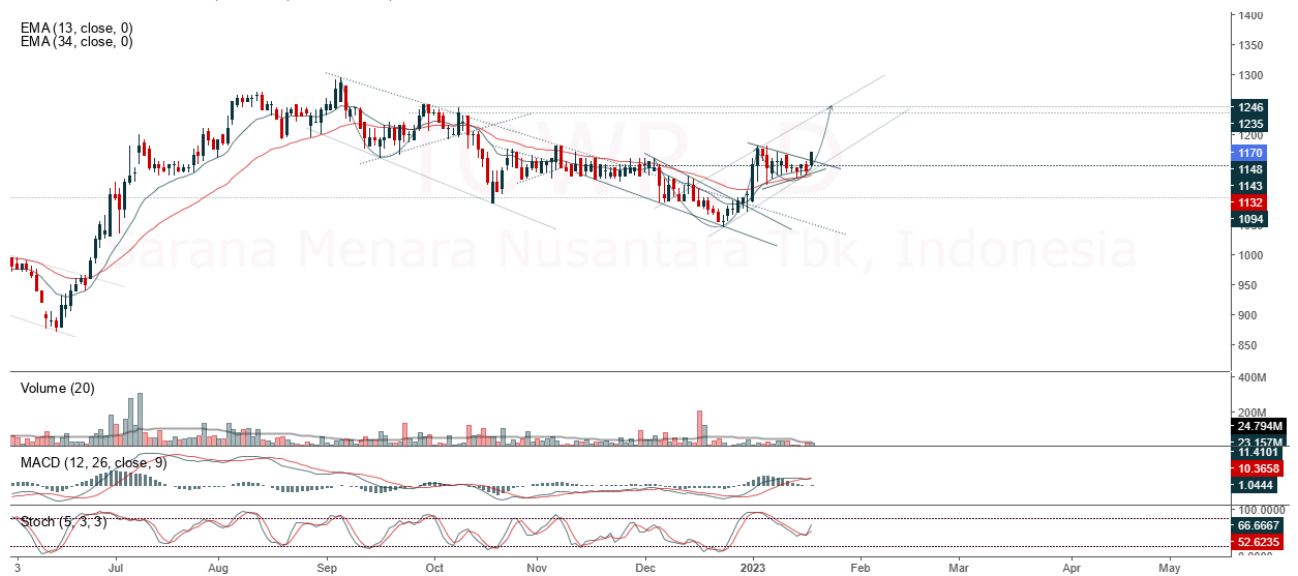 EMA (13, close, 0)
EMA (34, close, 0)
1400
1350
1300
1246
1235
1200
1170
1148
1143
1132
1094
1000
950
900
850
TOWR, D
Sarana Menara Nusantara Tbk, Indonesia
Volume (20)
400M
200M
24.794M
23.157M
MACD (12, 26, close, 9)
11.4101
10.3658
1.0444
Stoch (5, 3, 3)
100.0000
66.6667
52.6235
0.0000
3 Jul Aug Sep Oct Nov Dec 2023 Feb Mar Apr May